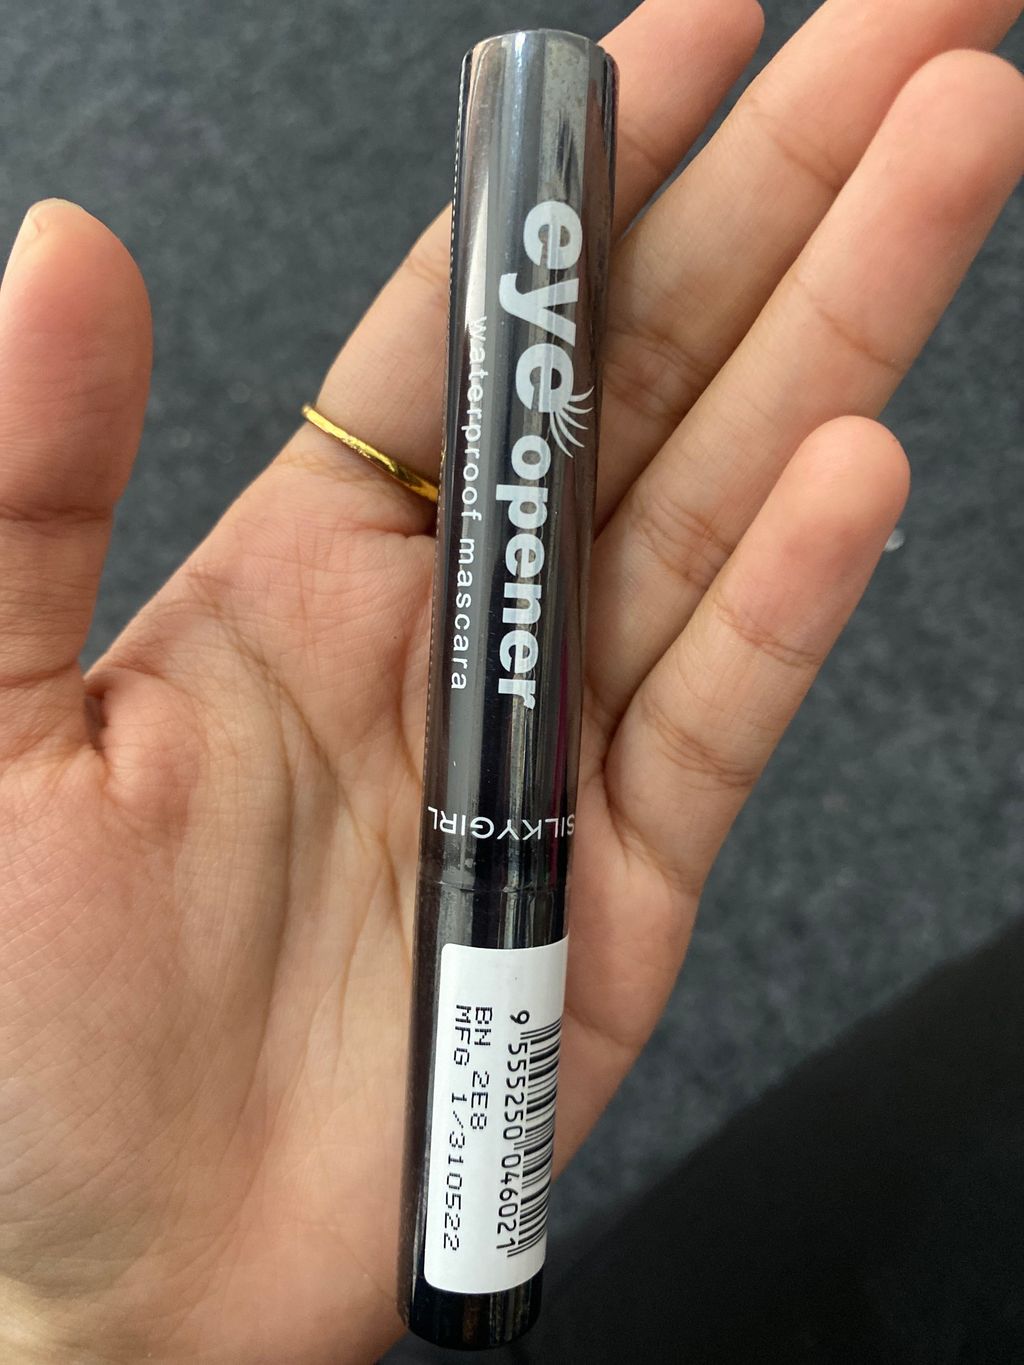 eye opener
waterproof mascara
SILKYGIRL
9 555250 046021
BN 2E8
MFG 1/310522